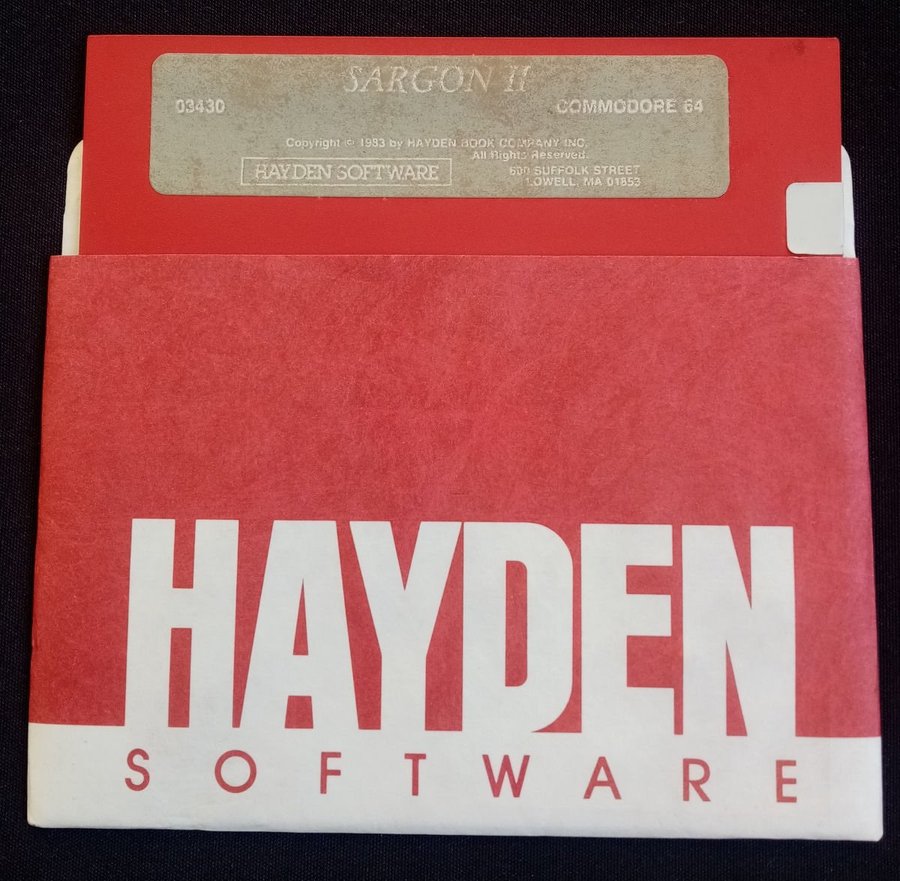 SARGON II
03430 COMMODORE 64
Copyright © 1983 by HAYDEN BOOK COMPANY INC.
All Rights Reserved.
HAYDEN SOFTWARE
600 SUFFOLK STREET
LOWELL, MA 01853
HAYDEN
SOFTWARE